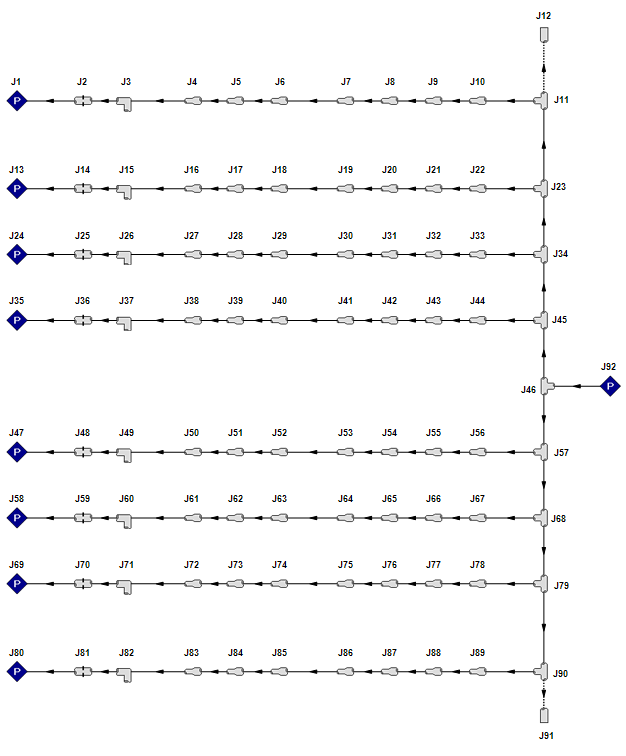 J12
J1 J2 J3 J4 J5 J6 J7 J8 J9 J10
P J11
J13 J14 J15 J16 J17 J18 J19 J20 J21 J22
P J23
J24 J25 J26 J27 J28 J29 J30 J31 J32 J33
P J34
J35 J36 J37 J38 J39 J40 J41 J42 J43 J44
P J45
J92
J46 P
J47 J48 J49 J50 J51 J52 J53 J54 J55 J56
P J57
J58 J59 J60 J61 J62 J63 J64 J65 J66 J67
P J68
J69 J70 J71 J72 J73 J74 J75 J76 J77 J78
P J79
J80 J81 J82 J83 J84 J85 J86 J87 J88 J89
P J90
J91